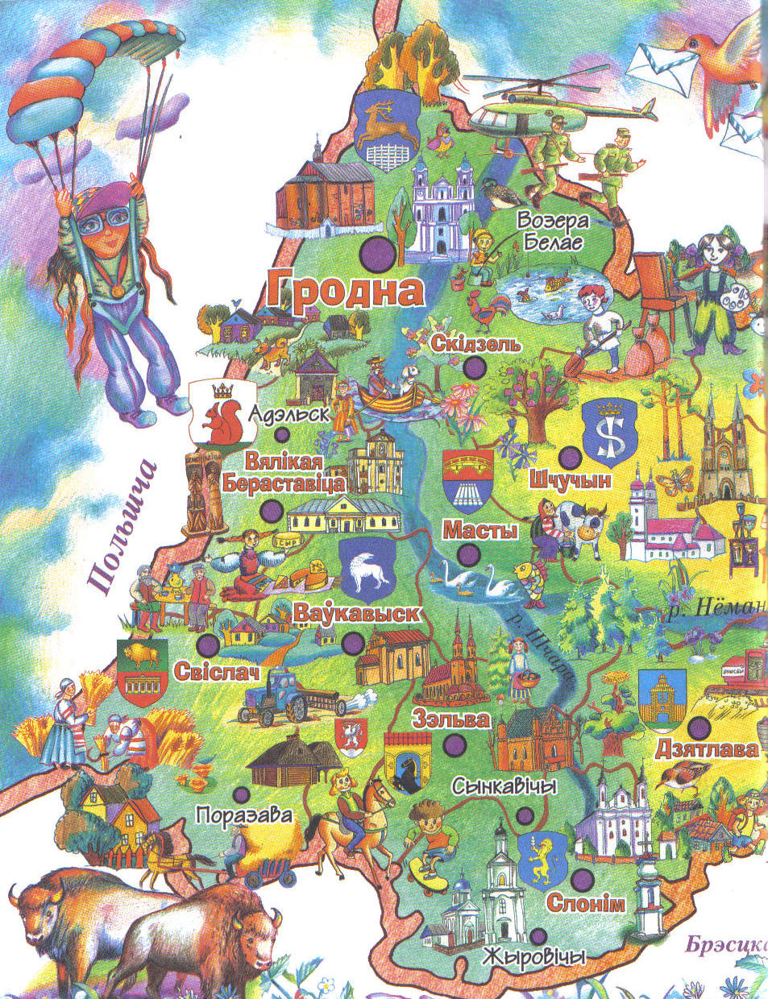 Возера
Белае
Гродна
Скідзель
Адэльск
Вялікая
Бераставіца
Шчучын
Польшча
Масты
СЫР
р. Нёман
Ваўкавыск
р. Шчара
Свіслач
Зэльва
Дзятлава
Сынкавічы
Поразава
Слонім
Брэсцка
Жыровічы